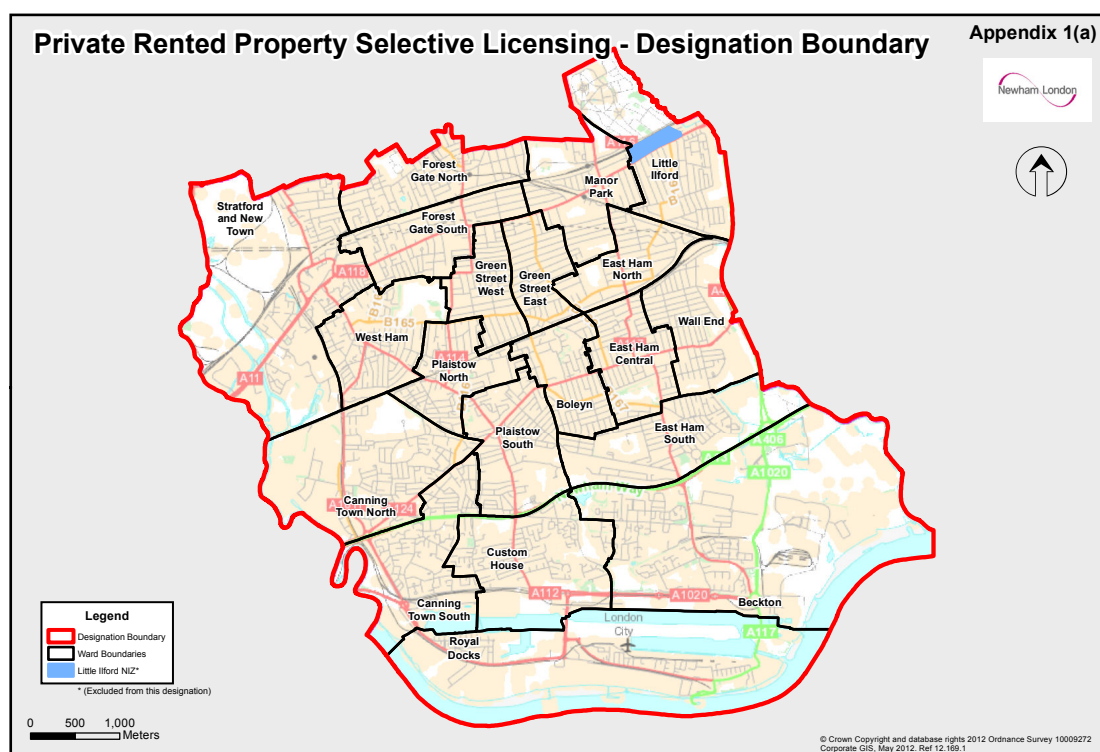 Private Rented Property Selective Licensing - Designation Boundary
Appendix 1(a)
Newham London
Forest
Gate North
Little
Ilford
Manor
Park
Stratford
and New
Town
Forest
Gate South
A118
Green
Street
West
Green
Street
East
East Ham
North
B165
West Ham
Wall End
Plaistow
North
East Ham
Central
A11
Boleyn
Plaistow
South
East Ham
South
A406
A1020
Canning
Town North
Custom
House
A112
A1020
Beckton
Canning
Town South
London
City
A117
Royal
Docks
Legend
Designation Boundary
Ward Boundaries
Little Ilford NIZ*
* (Excluded from this designation)
0 500 1,000
Meters
© Crown Copyright and database rights 2012 Ordnance Survey 10009272
Corporate GIS, May 2012. Ref 12.169.1